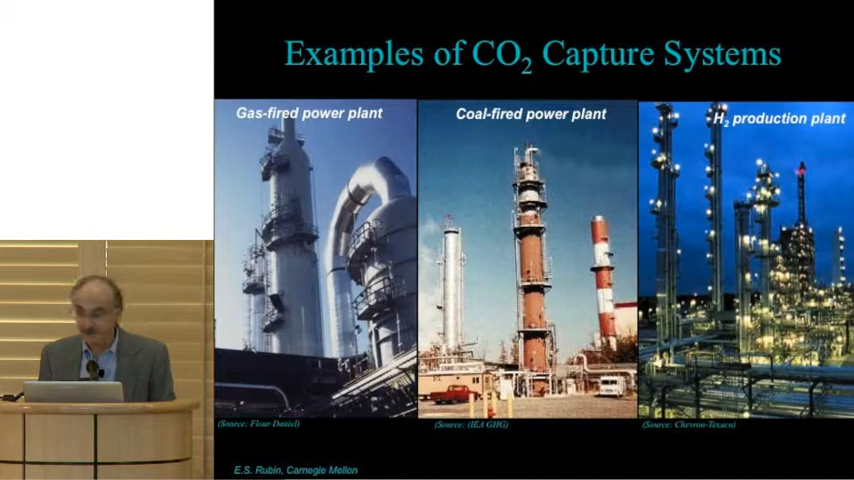 Examples of CO2 Capture Systems
Gas-fired power plant
Coal-fired power plant
H2 production plant
(Source: Flour Daniel)
(Source: (IEA GHG)
(Source: Chevron-Texaco)
E.S. Rubin, Carnegie Mellon